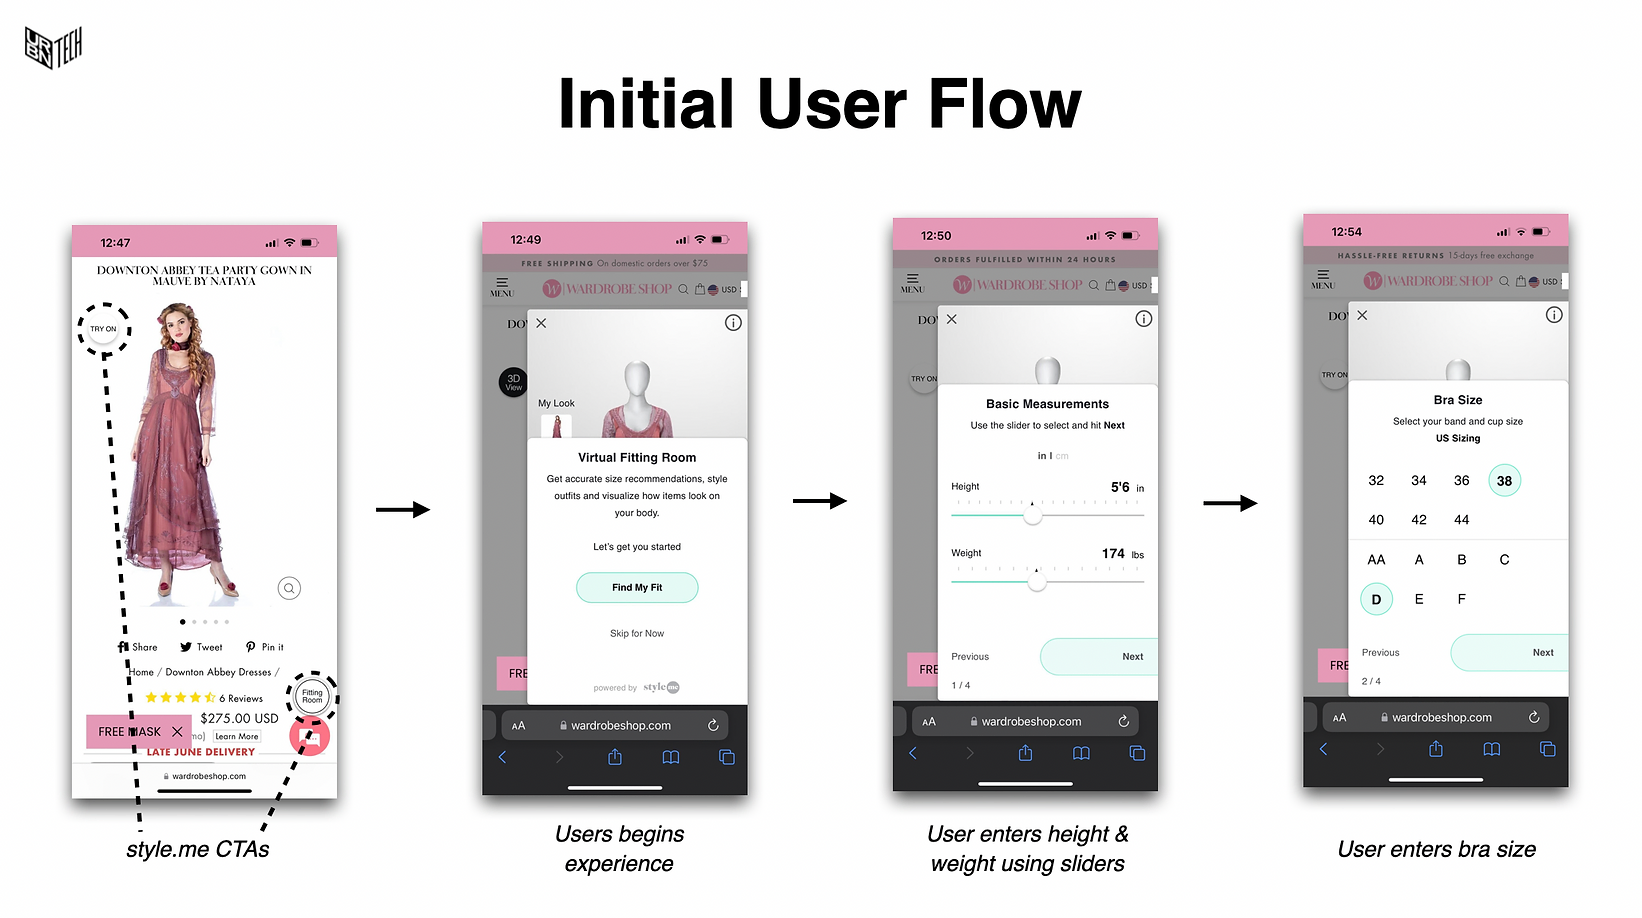 URBN TECH
Initial User Flow
12:47
DOWNTON ABBEY TEA PARTY GOWN IN
MAUVE BY NATAYA
TRY ON
Share
Tweet
Pin it
Home / Downton Abbey Dresses /
6 Reviews
Fitting
Room
$275.00 USD
FREE MASK
mo)
Learn More
LATE JUNE DELIVERY
wardrobeshop.com
style.me CTAs
12:49
FREE SHIPPING On domestic orders over $75
MENU
W WARDROBE SHOP
USD
DO
3D
View
My Look
Virtual Fitting Room
Get accurate size recommendations, style
outfits and visualize how items look on
your body.
Let's get you started
Find My Fit
Skip for Now
FRE
powered by style.me
AA
wardrobeshop.com
Users begins
experience
12:50
ORDERS FULFILLED WITHIN 24 HOURS
MENU
W WARDROBE SHOP
USD
DO
TRY ON
Basic Measurements
Use the slider to select and hit Next
in | cm
Height
5'6 in
Weight
174 lbs
Previous
Next
FRE
1 / 4
AA
wardrobeshop.com
User enters height &
weight using sliders
12:54
HASSLE-FREE RETURNS 15-days free exchange
MENU
W WARDROBE SHOP
USD
DO
TRY ON
Bra Size
Select your band and cup size
US Sizing
32 34 36 38
40 42 44
AA A B C
D E F
Previous
Next
FRE
2 / 4
AA
wardrobeshop.com
User enters bra size